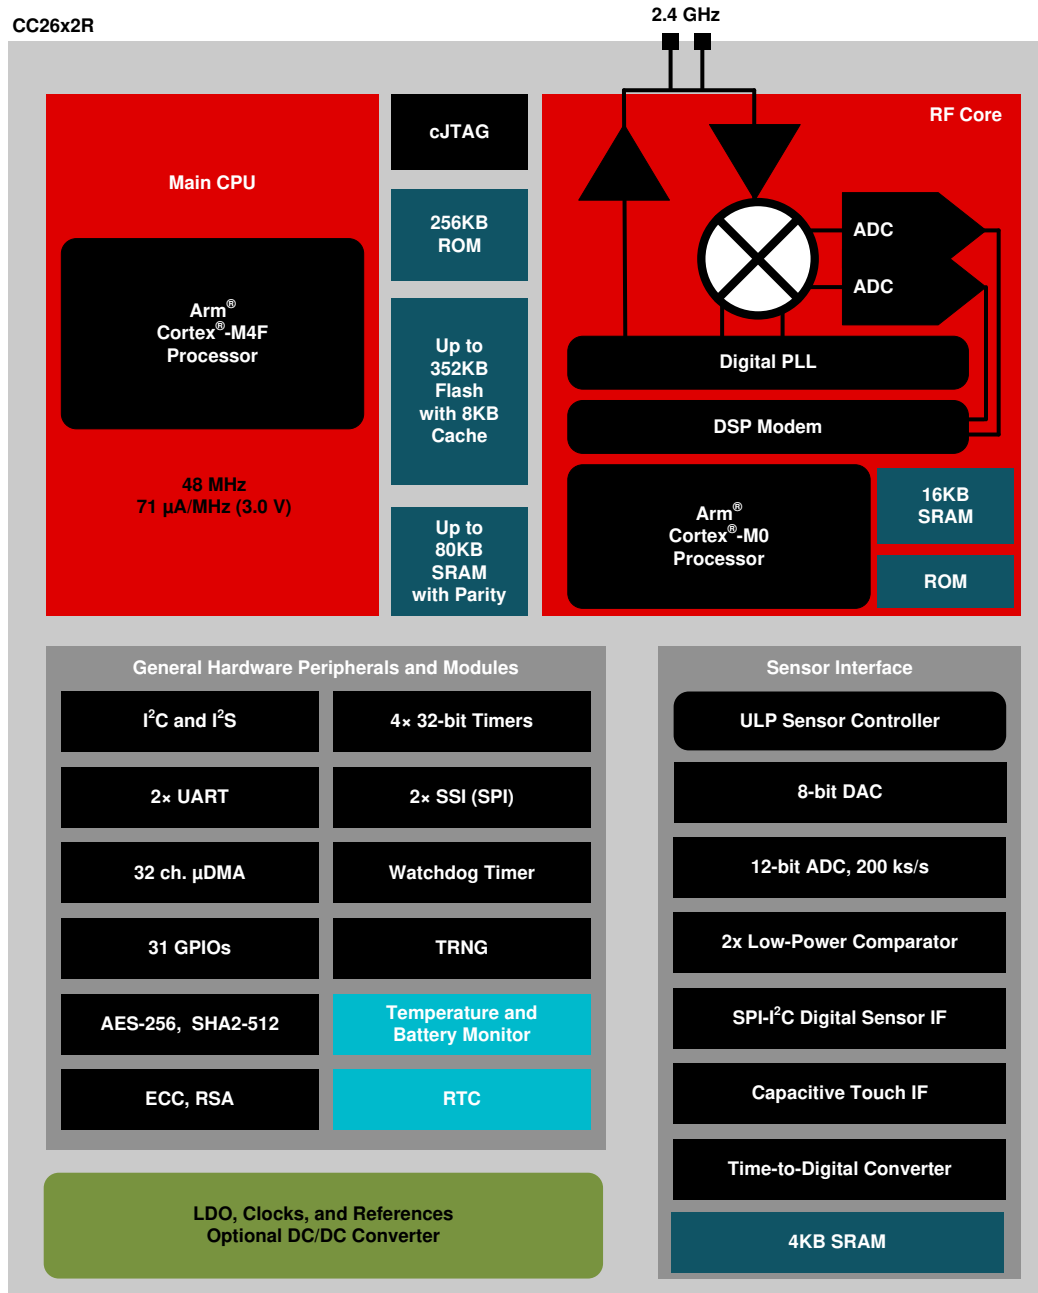 CC26x2R
2.4 GHz
Main CPU
Arm®
Cortex®-M4F
Processor
48 MHz
71 µA/MHz (3.0 V)
cJTAG
256KB
ROM
Up to
352KB
Flash
with 8KB
Cache
Up to
80KB
SRAM
with Parity
RF Core
ADC
ADC
Digital PLL
DSP Modem
Arm®
Cortex®-M0
Processor
16KB
SRAM
ROM
General Hardware Peripherals and Modules
I²C and I²S
4× 32-bit Timers
2× UART
2× SSI (SPI)
32 ch. µDMA
Watchdog Timer
31 GPIOs
TRNG
AES-256, SHA2-512
Temperature and
Battery Monitor
ECC, RSA
RTC
LDO, Clocks, and References
Optional DC/DC Converter
Sensor Interface
ULP Sensor Controller
8-bit DAC
12-bit ADC, 200 ks/s
2x Low-Power Comparator
SPI-I²C Digital Sensor IF
Capacitive Touch IF
Time-to-Digital Converter
4KB SRAM